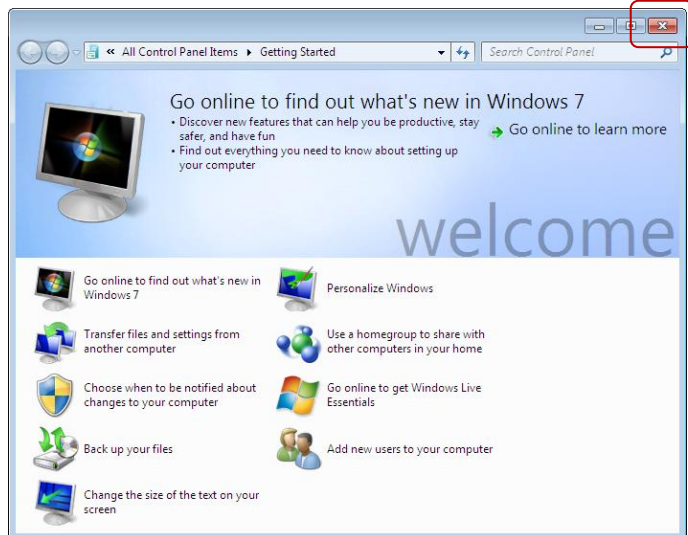 « All Control Panel Items ▸ Getting Started
Search Control Panel
Go online to find out what's new in Windows 7
• Discover new features that can help you be productive, stay
safer, and have fun
• Find out everything you need to know about setting up
your computer
Go online to learn more
welcome
Go online to find out what's new in
Windows 7
Personalize Windows
Transfer files and settings from
another computer
Use a homegroup to share with
other computers in your home
Choose when to be notified about
changes to your computer
Go online to get Windows Live
Essentials
Back up your files
Add new users to your computer
Change the size of the text on your
screen